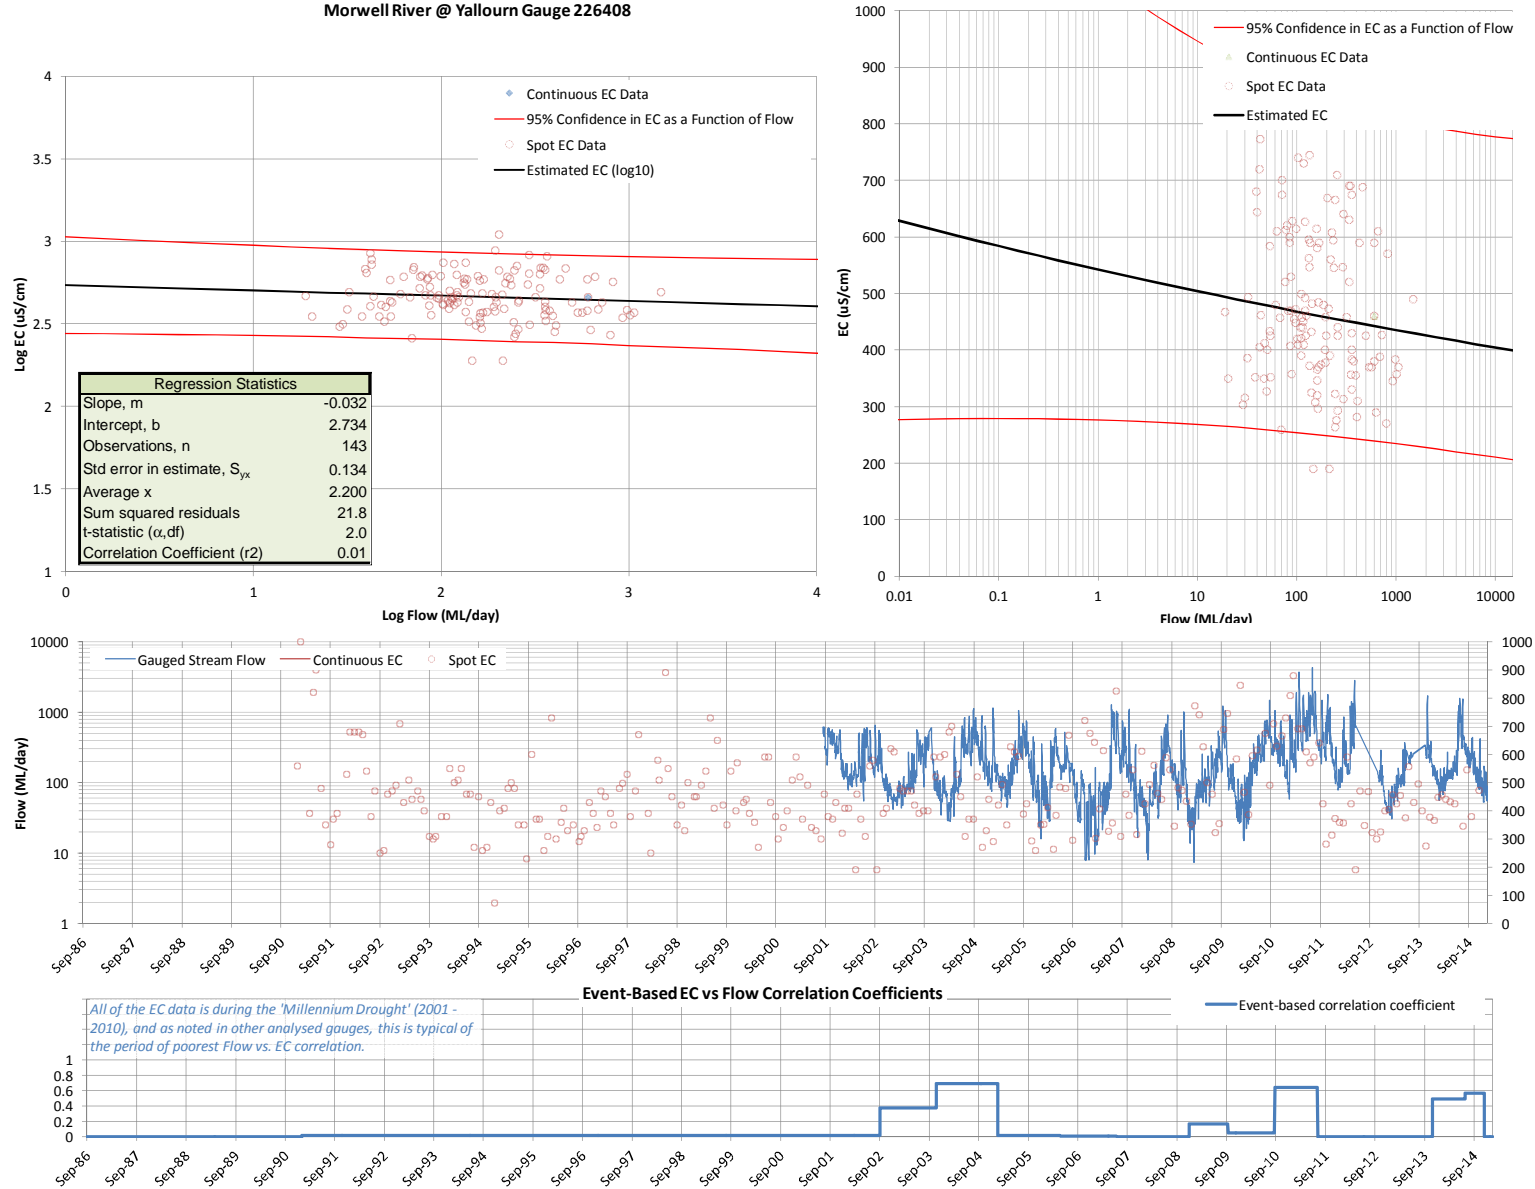 Morwell River @ Yallourn Gauge 226408
4
3.5
3
2.5
2
1.5
1
Log EC (uS/cm)
0 1 2 3 4
Log Flow (ML/day)
Continuous EC Data
95% Confidence in EC as a Function of Flow
Spot EC Data
Estimated EC (log10)
Regression Statistics
Slope, m -0.032
Intercept, b 2.734
Observations, n 143
Std error in estimate, Syx 0.134
Average x 2.200
Sum squared residuals 21.8
t-statistic (α,df) 2.0
Correlation Coefficient (r2) 0.01
1000
900
800
700
600
500
400
300
200
100
0
EC (uS/cm)
0.01 0.1 1 10 100 1000 10000
Flow (ML/day)
95% Confidence in EC as a Function of Flow
Continuous EC Data
Spot EC Data
Estimated EC
10000
1000
100
10
1
Flow (ML/day)
Gauged Stream Flow Continuous EC Spot EC
1000
900
800
700
600
500
400
300
200
100
0
Sep-86 Sep-87 Sep-88 Sep-89 Sep-90 Sep-91 Sep-92 Sep-93 Sep-94 Sep-95 Sep-96 Sep-97 Sep-98 Sep-99 Sep-00 Sep-01 Sep-02 Sep-03 Sep-04 Sep-05 Sep-06 Sep-07 Sep-08 Sep-09 Sep-10 Sep-11 Sep-12 Sep-13 Sep-14
Event-Based EC vs Flow Correlation Coefficients
All of the EC data is during the 'Millennium Drought' (2001 -
2010), and as noted in other analysed gauges, this is typical of
the period of poorest Flow vs. EC correlation.
Event-based correlation coefficient
1
0.8
0.6
0.4
0.2
0
Sep-86 Sep-87 Sep-88 Sep-89 Sep-90 Sep-91 Sep-92 Sep-93 Sep-94 Sep-95 Sep-96 Sep-97 Sep-98 Sep-99 Sep-00 Sep-01 Sep-02 Sep-03 Sep-04 Sep-05 Sep-06 Sep-07 Sep-08 Sep-09 Sep-10 Sep-11 Sep-12 Sep-13 Sep-14